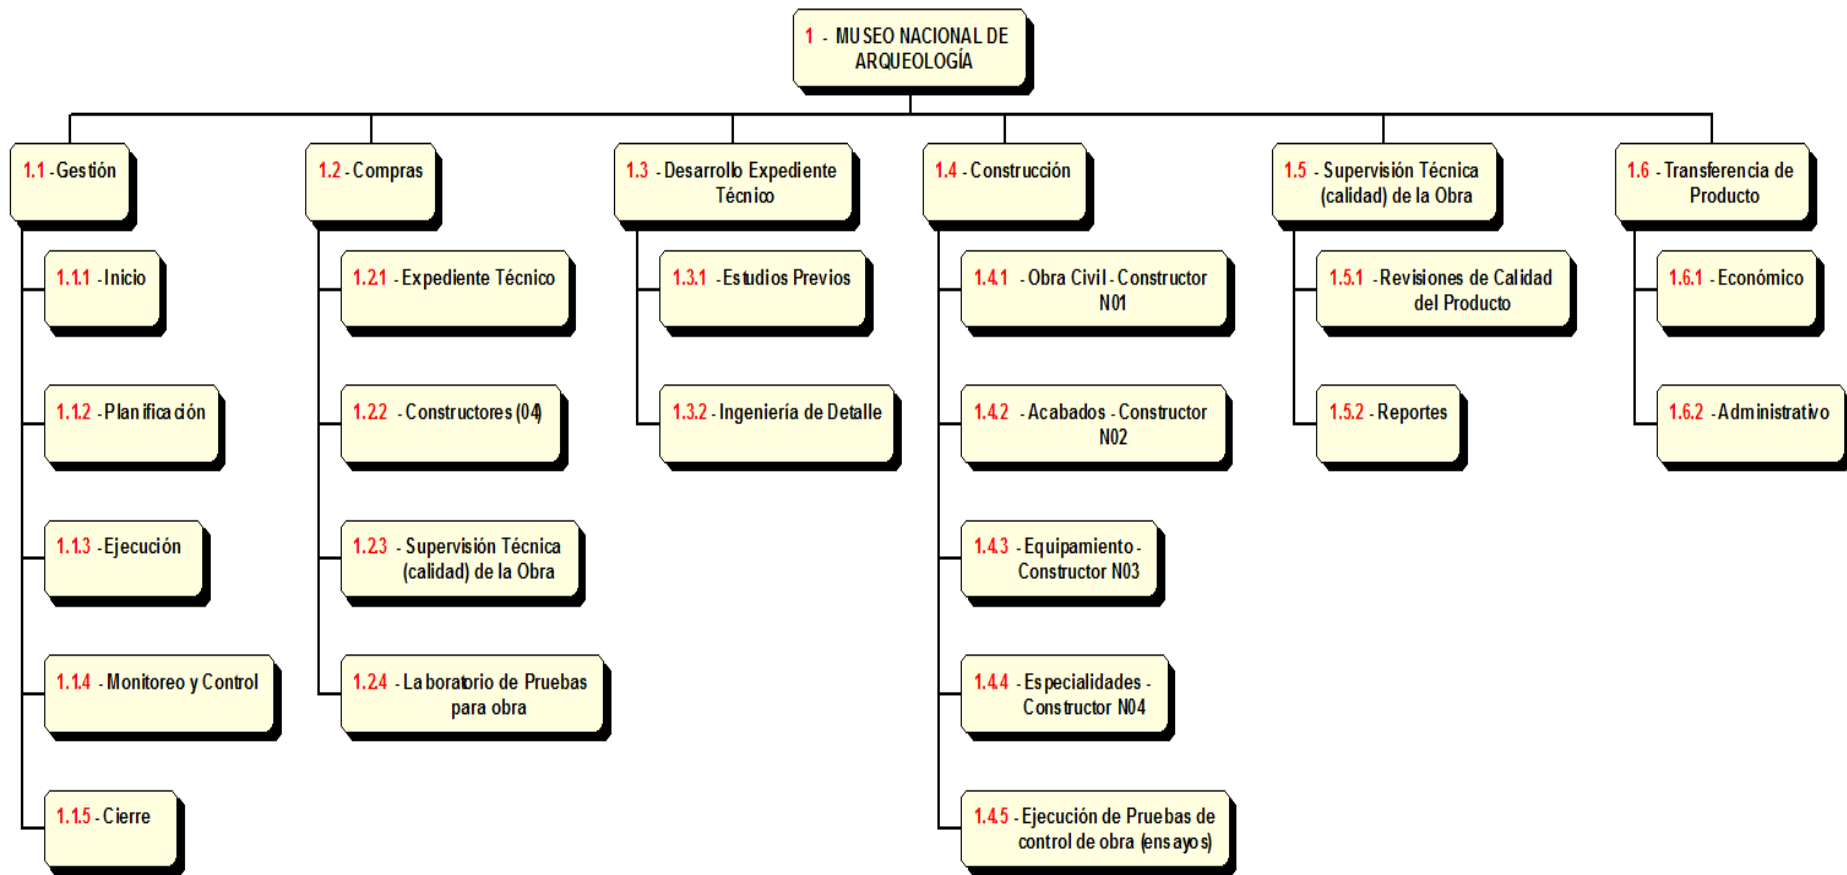 1 - MUSEO NACIONAL DE
ARQUEOLOGÍA
1.1 - Gestión
1.2 - Compras
1.3 - Desarrollo Expediente
Técnico
1.4 - Construcción
1.5 - Supervisión Técnica
(calidad) de la Obra
1.6 - Transferencia de
Producto
1.1.1 - Inicio
1.1.2 - Planificación
1.1.3 - Ejecución
1.1.4 - Monitoreo y Control
1.1.5 - Cierre
1.2.1 - Expediente Técnico
1.2.2 - Constructores (04)
1.2.3 - Supervisión Técnica
(calidad) de la Obra
1.2.4 - Laboratorio de Pruebas
para obra
1.3.1 - Estudios Previos
1.3.2 - Ingeniería de Detalle
1.4.1 - Obra Civil - Constructor
N01
1.4.2 - Acabados - Constructor
N02
1.4.3 - Equipamiento -
Constructor N03
1.4.4 - Especialidades -
Constructor N04
1.4.5 - Ejecución de Pruebas de
control de obra (ensayos)
1.5.1 - Revisiones de Calidad
del Producto
1.5.2 - Reportes
1.6.1 - Económico
1.6.2 - Administrativo